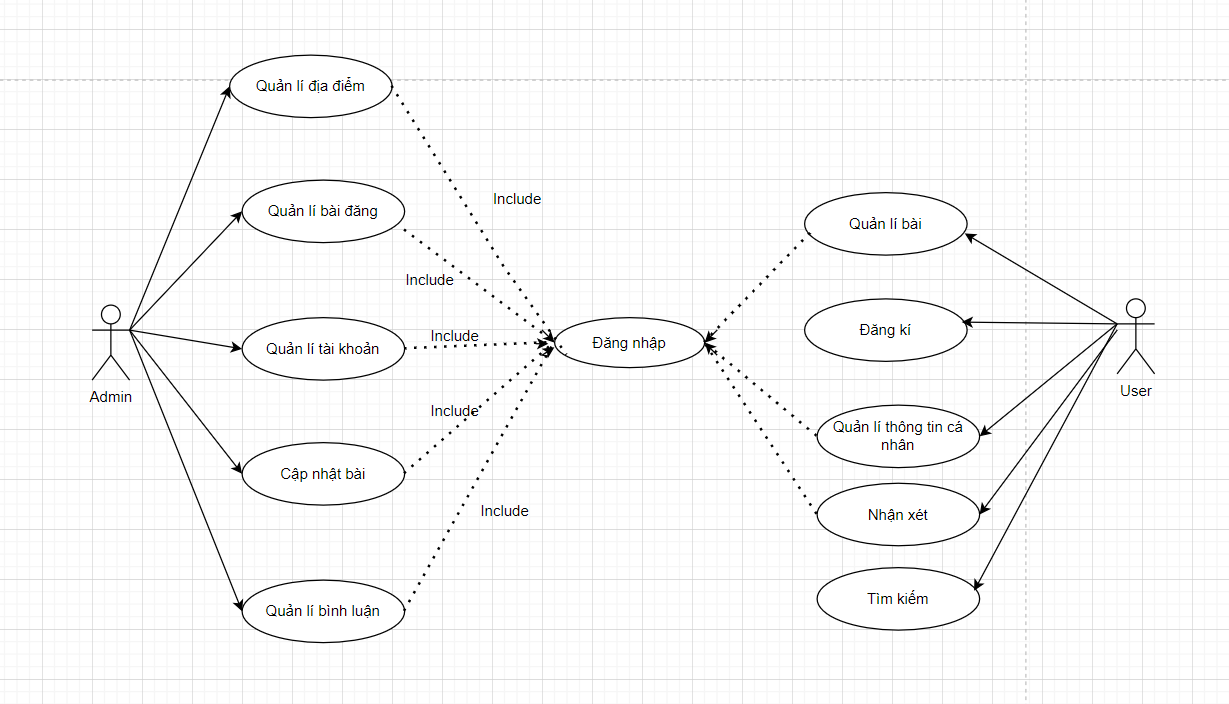 Quản lí địa điểm
Include
Quản lí bài đăng
Quản lí bài
Include
Admin
Include
Quản lí tài khoản
Đăng nhập
Đăng kí
User
Include
Quản lí thông tin cá
nhân
Cập nhật bài
Include
Nhận xét
Quản lí bình luận
Tìm kiếm